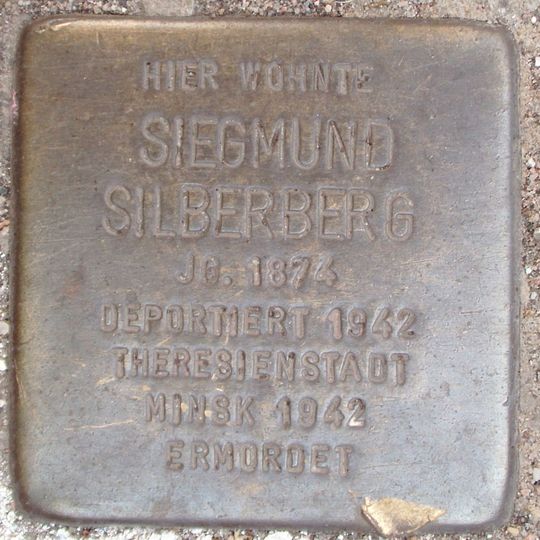 HIER WOHNTE
SIEGMUND
SILBERBERG
JG. 1874
DEPORTIERT 1942
THERESIENSTADT
MINSK 1942
ERMORDET